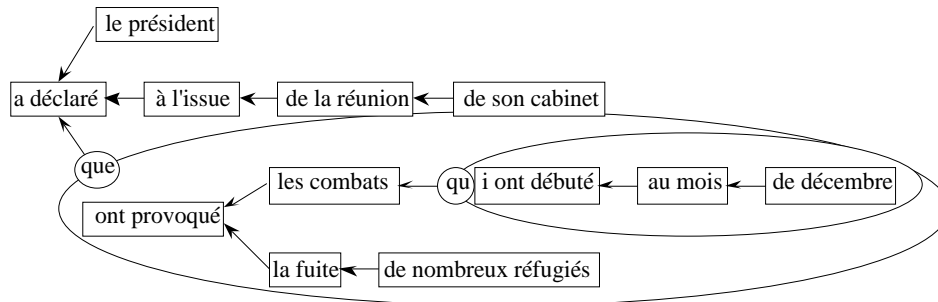 le président
a déclaré à l'issue de la réunion de son cabinet
que
les combats qu i ont débuté au mois de décembre
ont provoqué
la fuite de nombreux réfugiés